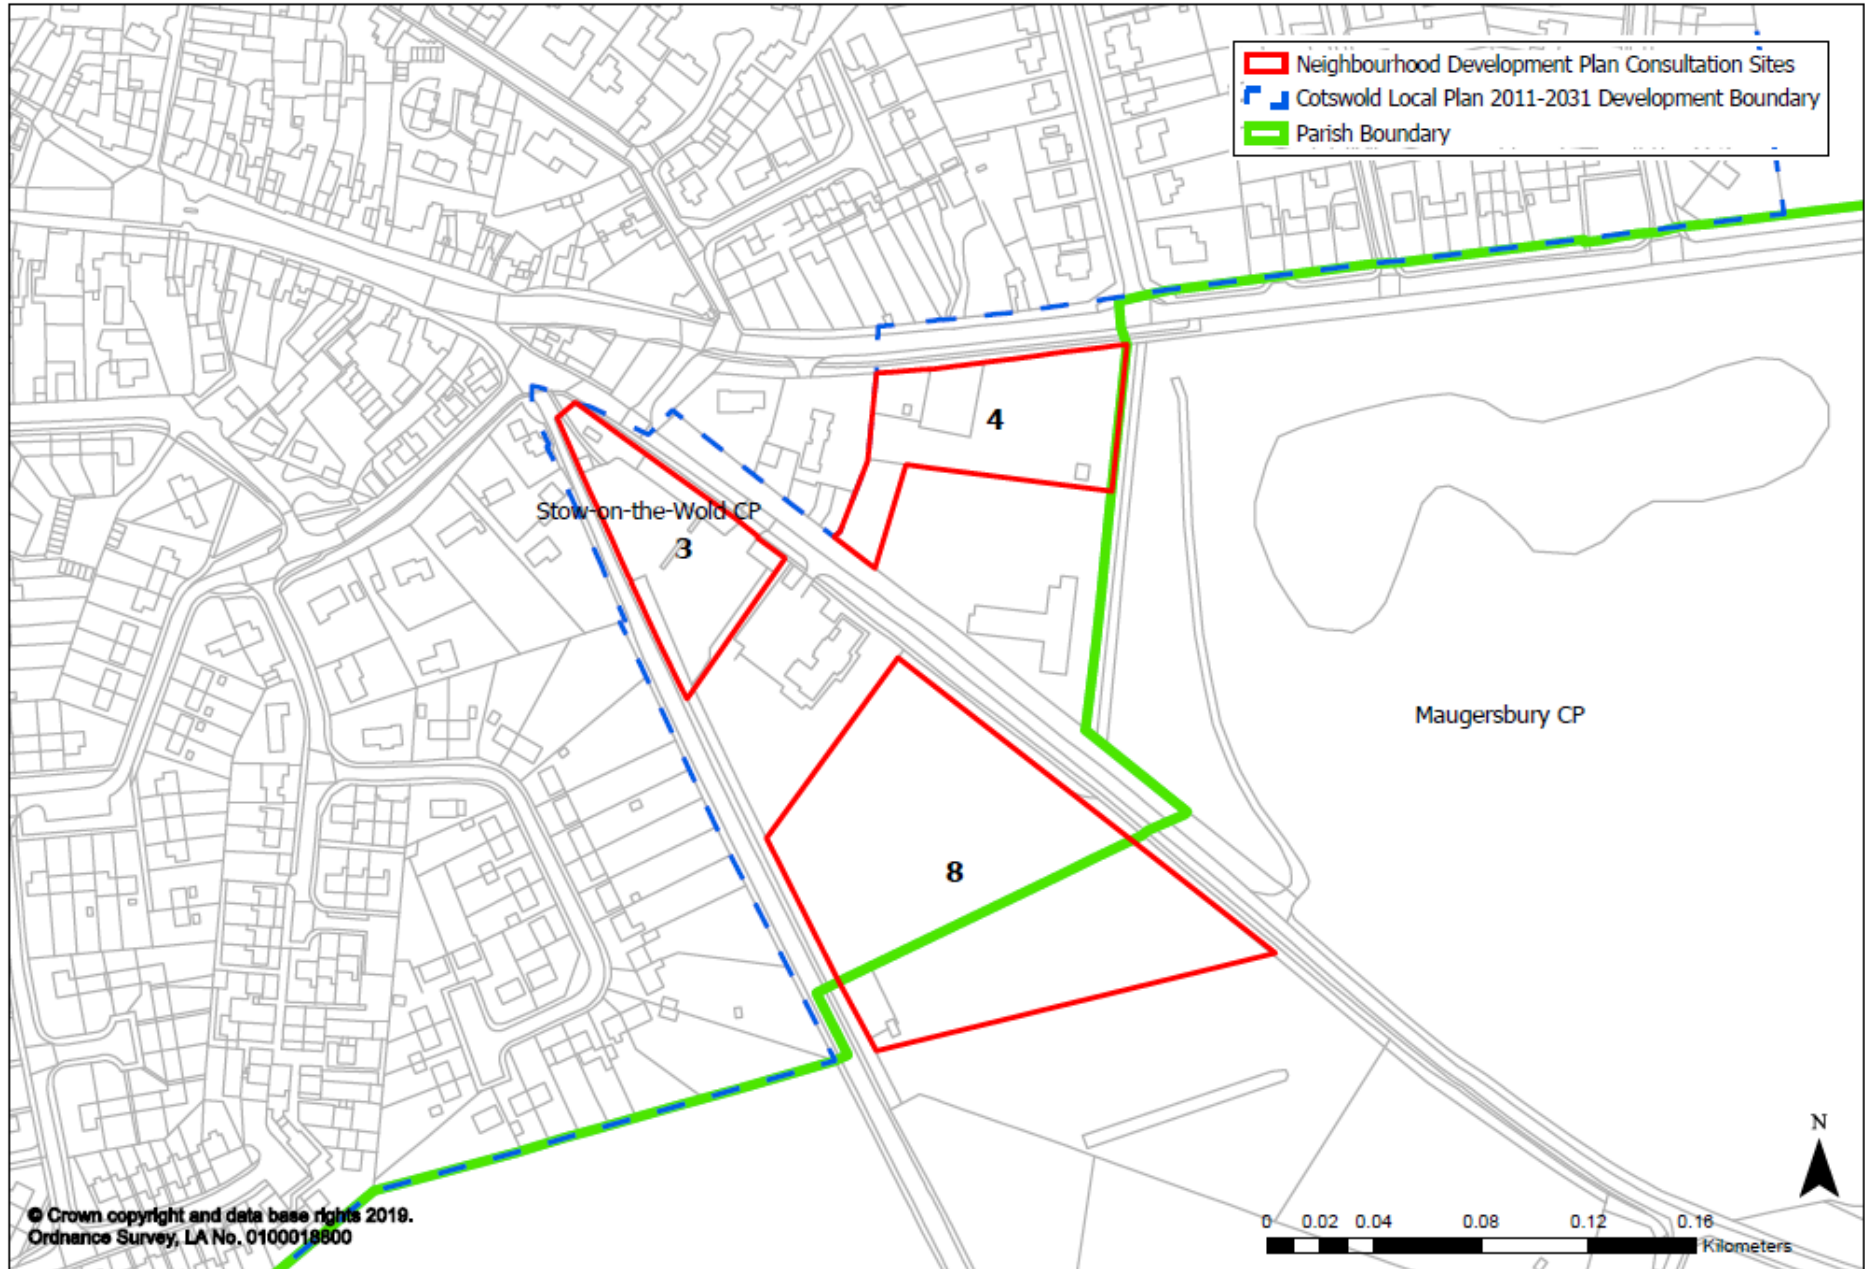 Neighbourhood Development Plan Consultation Sites
Cotswold Local Plan 2011-2031 Development Boundary
Parish Boundary
4
Stow-on-the-Wold CP
3
Maugersbury CP
8
N
© Crown copyright and data base rights 2019.
Ordnance Survey, LA No. 0100018800
0 0.02 0.04 0.08 0.12 0.16
Kilometers